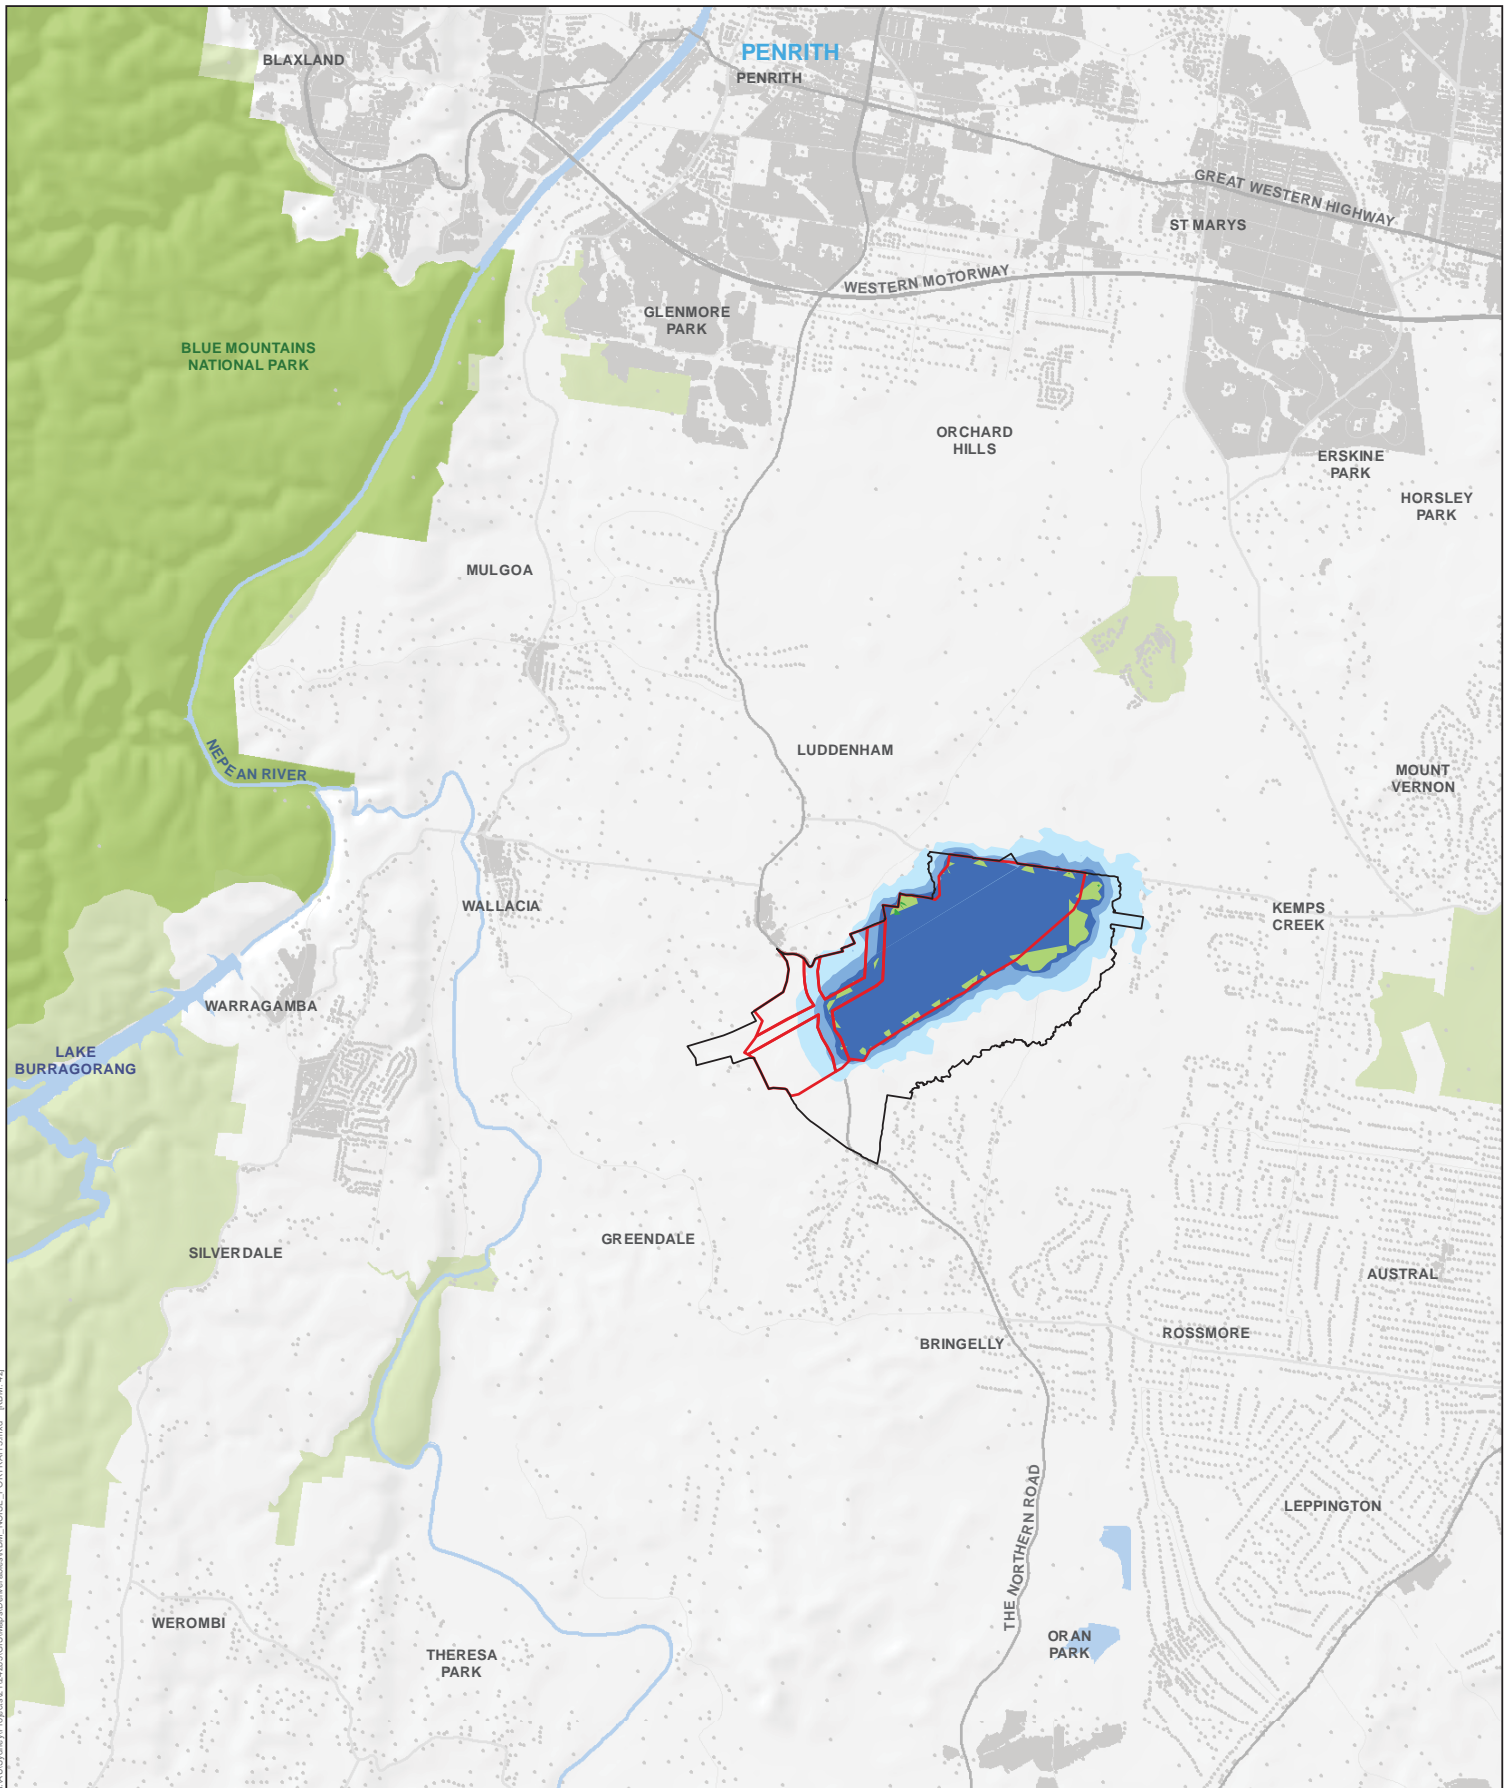 PENRITH
BLAXLAND
PENRITH
GREAT WESTERN HIGHWAY
ST MARYS
WESTERN MOTORWAY
GLENMORE
PARK
BLUE MOUNTAINS
NATIONAL PARK
ORCHARD
HILLS
ERSKINE
PARK
HORSLEY
PARK
MULGOA
NEPEAN RIVER
LUDDENHAM
MOUNT
VERNON
WALLACIA
KEMPS
CREEK
WARRAGAMBA
LAKE
BURRAGORANG
SILVERDALE
GREENDALE
AUSTRAL
ROSSMORE
BRINGELLY
THE NORTHERN ROAD
LEPPINGTON
WEROMBI
THERESA
PARK
ORAN
PARK